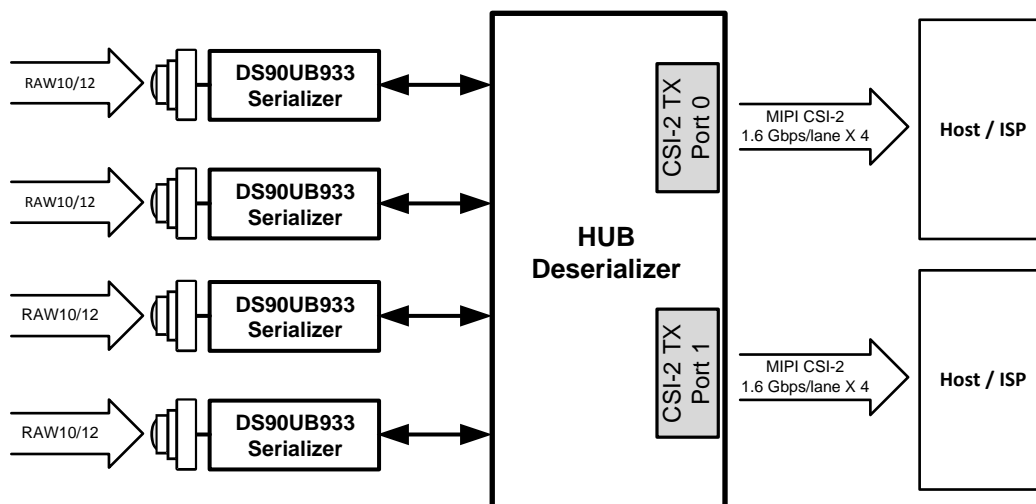 RAW10/12
DS90UB933
Serializer
RAW10/12
DS90UB933
Serializer
RAW10/12
DS90UB933
Serializer
RAW10/12
DS90UB933
Serializer
HUB
Deserializer
CSI-2 TX
Port 0
CSI-2 TX
Port 1
MIPI CSI-2
1.6 Gbps/lane X 4
Host / ISP
MIPI CSI-2
1.6 Gbps/lane X 4
Host / ISP